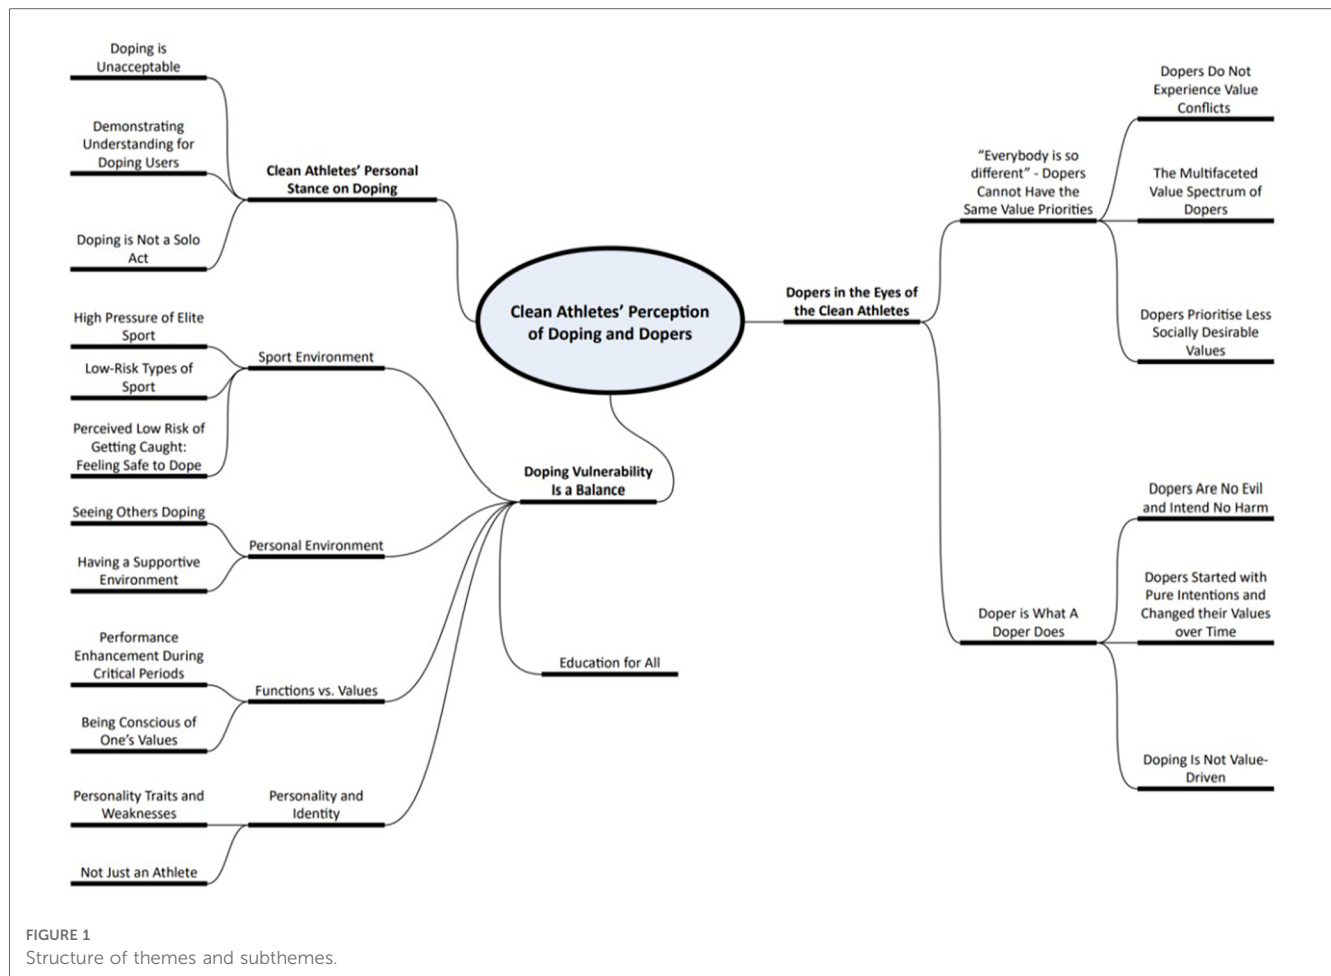 Doping is
Unacceptable
Demonstrating
Understanding for
Doping Users
Doping is Not a Solo
Act
Clean Athletes’ Personal
Stance on Doping
High Pressure of Elite
Sport
Low-Risk Types of
Sport
Perceived Low Risk of
Getting Caught:
Feeling Safe to Dope
Sport Environment
Seeing Others Doping
Having a Supportive
Environment
Personal Environment
Performance
Enhancement During
Critical Periods
Being Conscious of
One’s Values
Functions vs. Values
Personality Traits and
Weaknesses
Not Just an Athlete
Personality and
Identity
Clean Athletes’ Perception
of Doping and Dopers
Doping Vulnerability
Is a Balance
Education for All
Dopers in the Eyes of
the Clean Athletes
“Everybody is so
different” - Dopers
Cannot Have the
Same Value Priorities
Dopers Do Not
Experience Value
Conflicts
The Multifaceted
Value Spectrum of
Dopers
Dopers Prioritise Less
Socially Desirable
Values
Doper is What A
Doper Does
Dopers Are No Evil
and Intend No Harm
Dopers Started with
Pure Intentions and
Changed their Values
over Time
Doping Is Not Value-
Driven
FIGURE 1
Structure of themes and subthemes.